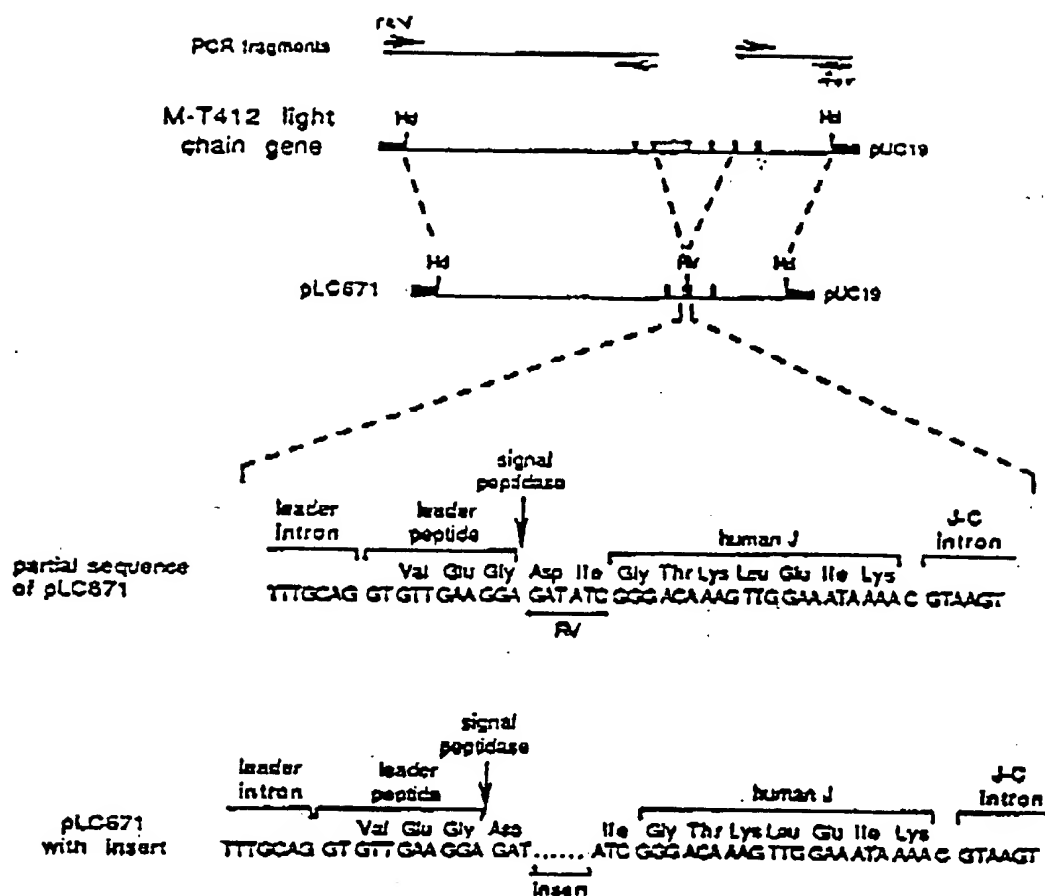 rev
PCR fragments
for
M-T412 light
chain gene
Hd
Hd
pUC19
Hd
RV
Hd
pLC671
pUC19
signal
peptidase
leader
intron
leader
peptide
human J
J-C
intron
partial sequence
of pLC671
Val Glu Gly Asp Ile Gly Thr Lys Leu Glu Ile Lys
TTTGCAG GT GTT GAA GGA GAT ATC GGG ACA AAG TTG GAA ATA AAA C GTAAGT
RV
signal
peptidase
leader
intron
leader
peptide
human J
J-C
intron
pLC671
with insert
Val Glu Gly Asp Ile Gly Thr Lys Leu Glu Ile Lys
TTTGCAG GT GTT GAA GGA GAT......ATC GGG ACA AAG TTG GAA ATA AAA C GTAAGT
insert